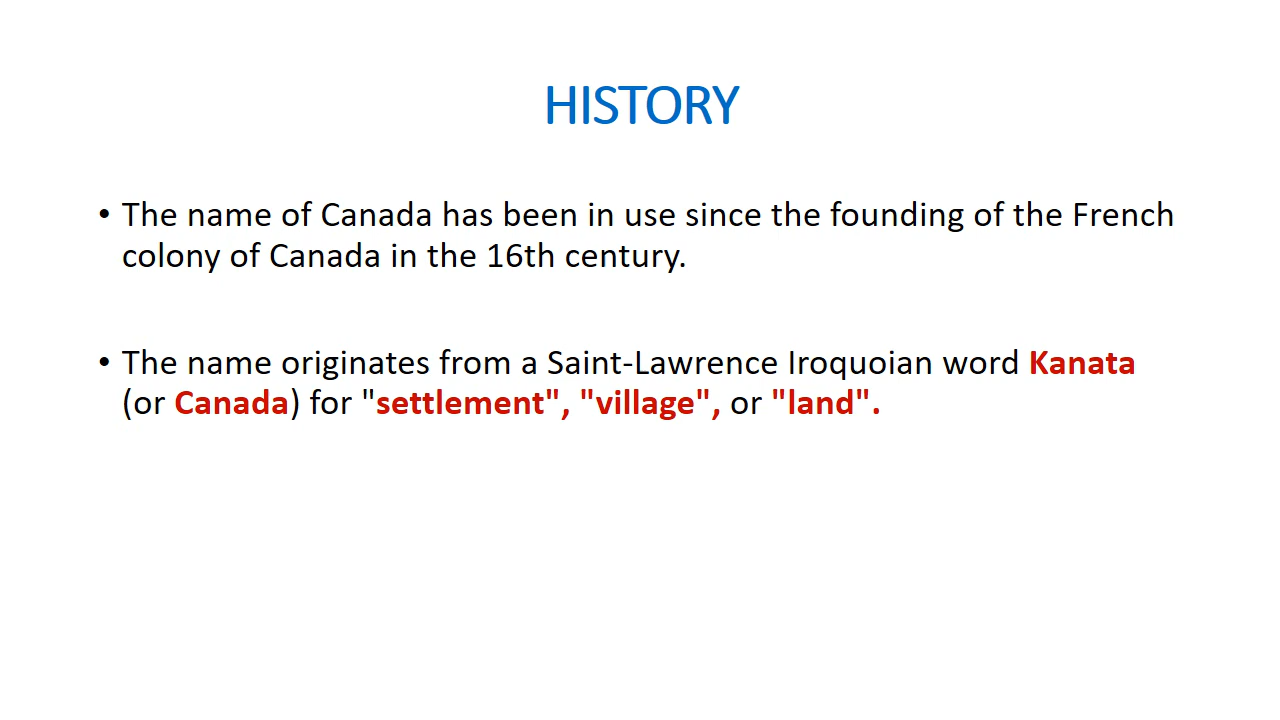 HISTORY
• The name of Canada has been in use since the founding of the French
colony of Canada in the 16th century.
• The name originates from a Saint-Lawrence Iroquoian word Kanata
(or Canada) for "settlement", "village", or "land".